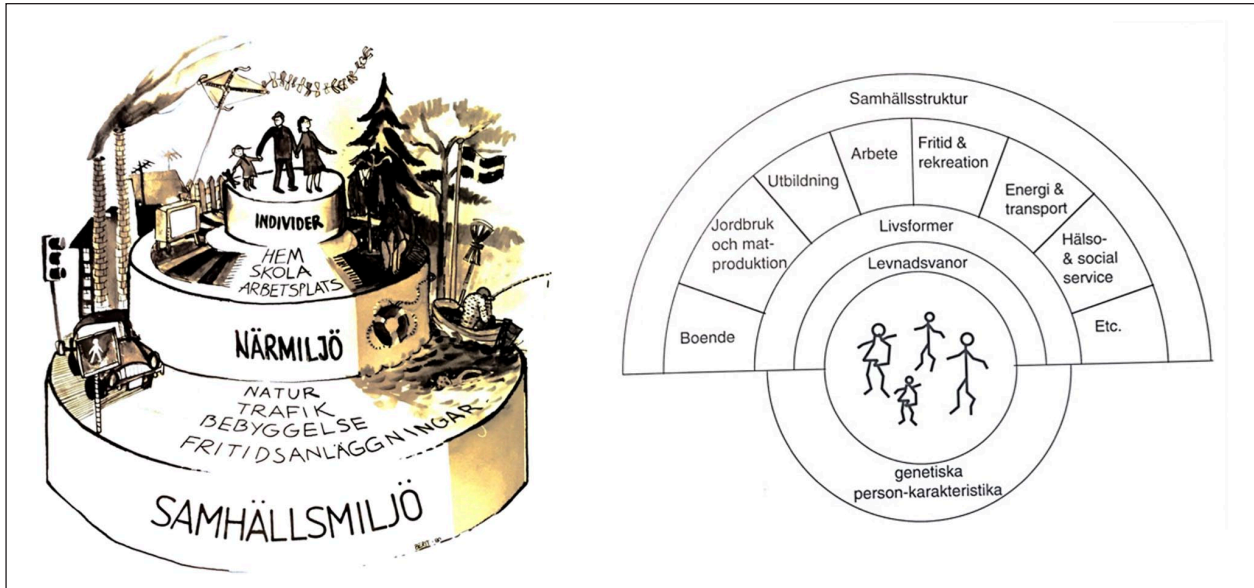 INDIVIDER
HEM
SKOLA
ARBETSPLATS
NÄRMILJÖ
NATUR
TRAFIK
BEBYGGELSE
FRITIDSANLÄGGNINGAR
SAMHÄLLSMILJÖ
Samhällsstruktur
Boende
Jordbruk
och mat-
produktion
Utbildning
Arbete
Fritid &
rekreation
Energi &
transport
Hälso-
& social
service
Etc.
Livsformer
Levnadsvanor
genetiska
person-karakteristika